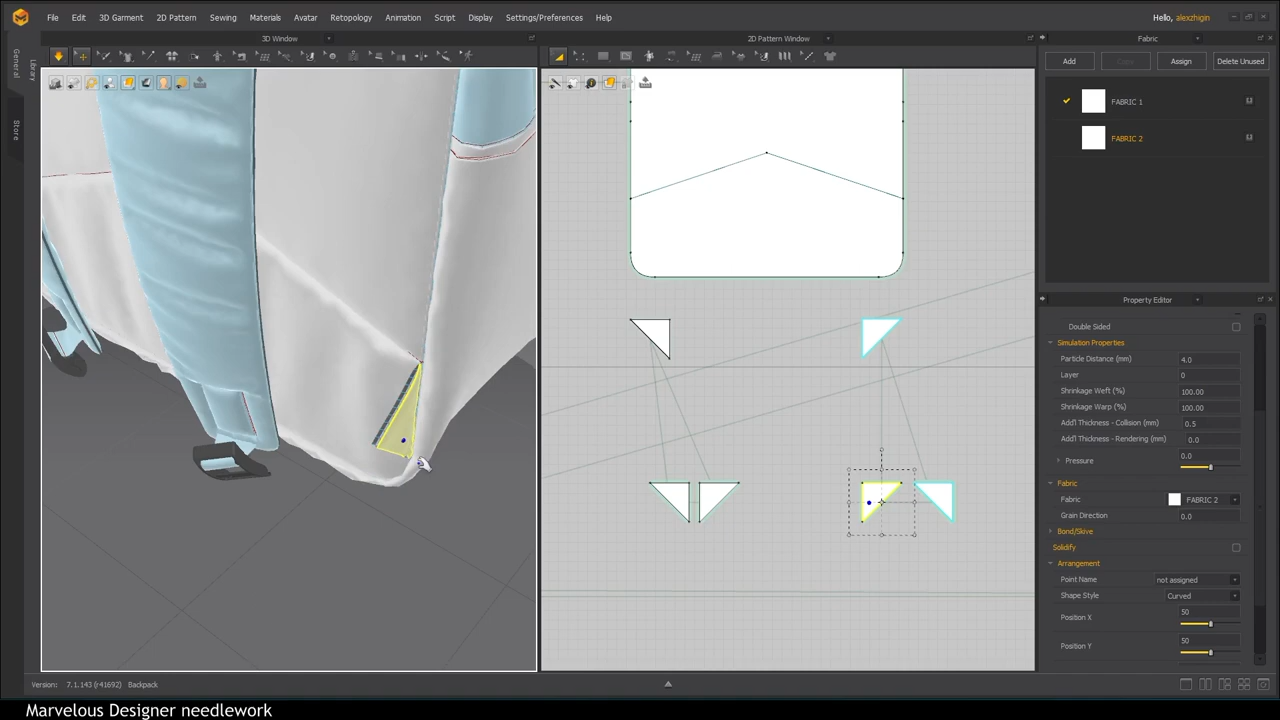 File Edit 3D Garment 2D Pattern Sewing Materials Avatar Retopology Animation Script Display Settings/Preferences Help Hello, alexzhigin
3D Window 2D Pattern Window Fabric
General
Library
Store
Add Copy Assign Delete Unused
FABRIC 1
FABRIC 2
Property Editor
Double Sided
Simulation Properties
Particle Distance (mm) 4.0
Layer 0
Shrinkage Weft (%) 100.00
Shrinkage Warp (%) 100.00
Add'l Thickness - Collision (mm) 0.5
Add'l Thickness - Rendering (mm) 0.0
Pressure 0.0
Fabric
Fabric FABRIC 2
Grain Direction 0.0
Bond/Skive
Solidify
Arrangement
Point Name not assigned
Shape Style Curved
Position X 50
Position Y 50
Version: 7.1.143 (r41692) Backpack
Marvelous Designer needlework